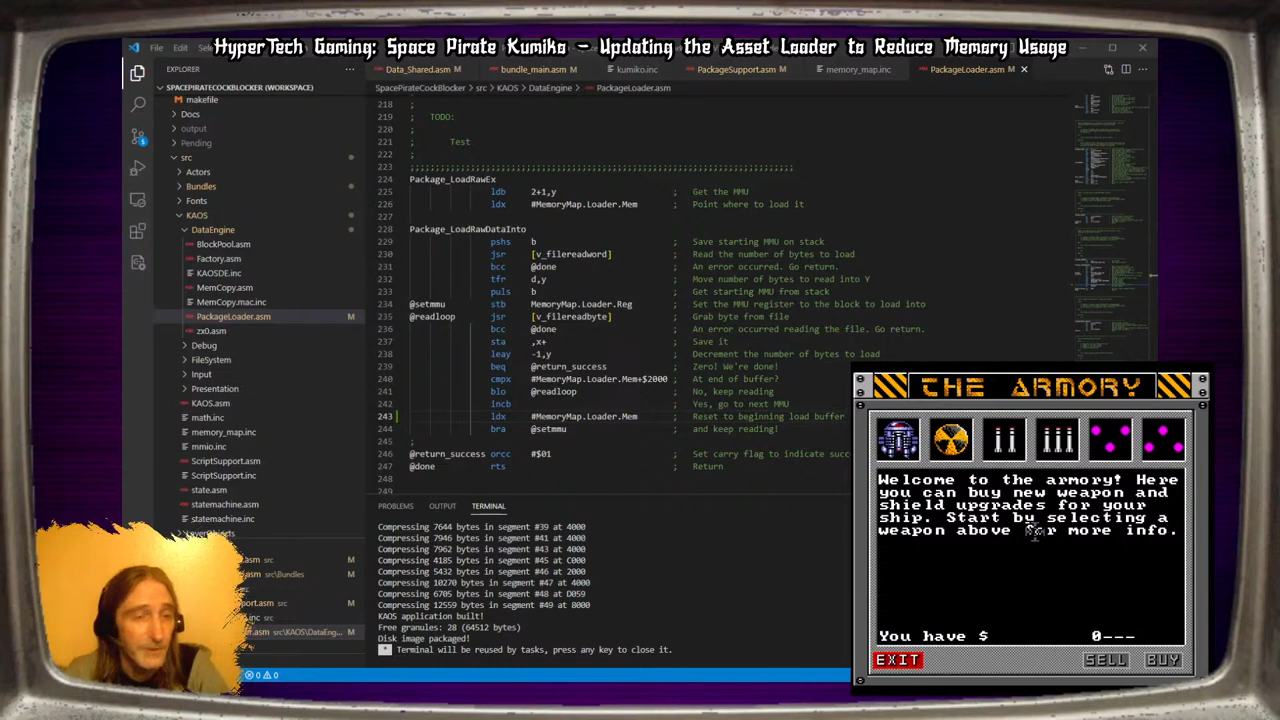 HyperTech Gaming: Space Pirate Kumiko – Updating the Asset Loader to Reduce Memory Usage
File Edit Sel
EXPLORER
Data_Shared.asm M
bundle_main.asm M
kumiko.inc
PackageSupport.asm M
memory_map.inc
PackageLoader.asm M
SPACEPIRATECOCKBLOCKER (WORKSPACE)
SpacePirateCockBlocker > src > KAOS > DataEngine > PackageLoader.asm
makefile
Docs
output
Pending
src
Actors
Bundles
Fonts
KAOS
DataEngine
BlockPool.asm
Factory.asm
KAOSDE.inc
MemCopy.asm
MemCopy.mac.inc
PackageLoader.asm M
zx0.asm
Debug
FileSystem
Input
Presentation
KAOS.asm
math.inc
memory_map.inc
mmio.inc
ScriptSupport.asm
ScriptSupport.inc
state.asm
statemachine.asm
statemachine.inc
218 ;
219 ; TODO:
220 ;
221 ; Test
222 ;
223 ;;;;;;;;;;;;;;;;;;;;;;;;;;;;;;;;;;;;;;;;;;;;;;;;;;;;;;;;;;;;;;;;;;;;;;;;;;;;;
224 Package_LoadRawEx
225 ldb 2+1,y ; Get the MMU
226 ldx #MemoryMap.Loader.Mem ; Point where to load it
227
228 Package_LoadRawDataInto
229 pshs b ; Save starting MMU on stack
230 jsr [v_filereadword] ; Read the number of bytes to load
231 bcc @done ; An error occurred. Go return.
232 tfr d,y ; Move number of bytes to read into Y
233 puls b ; Get starting MMU from stack
234 @setmmu stb MemoryMap.Loader.Reg ; Set the MMU register to the block to load into
235 @readloop jsr [v_filereadbyte] ; Grab byte from file
236 bcc @done ; An error occurred reading the file. Go return.
237 sta ,x+ ; Save it
238 leay -1,y ; Decrement the number of bytes to load
239 beq @return_success ; Zero! We're done!
240 cmpx #MemoryMap.Loader.Mem+$2000 ; At end of buffer?
241 blo @readloop ; No, keep reading
242 incb ; Yes, go to next MMU
243 ldx #MemoryMap.Loader.Mem ; Reset to beginning load buffer
244 bra @setmmu ; and keep reading!
245 ;
246 @return_success orcc #$01 ; Set carry flag to indicate succ
247 @done rts ; Return
248
249
PROBLEMS OUTPUT TERMINAL
Compressing 7644 bytes in segment #39 at 4000
Compressing 7946 bytes in segment #41 at 4000
Compressing 7962 bytes in segment #43 at 4000
Compressing 4185 bytes in segment #45 at C000
Compressing 5432 bytes in segment #46 at 2000
Compressing 10270 bytes in segment #47 at 4000
Compressing 6705 bytes in segment #48 at D059
Compressing 12559 bytes in segment #49 at 8000
KAOS application built!
Free granules: 28 (64512 bytes)
Disk image packaged!
* Terminal will be reused by tasks, press any key to close it.
src\Bundles
src\KAOS\DataEng... M
0 0
THE ARMORY
Welcome to the armory! Here
you can buy new weapon and
shield upgrades for your
ship. Start by selecting a
weapon above for more info.
You have $ 0---
EXIT
SELL
BUY